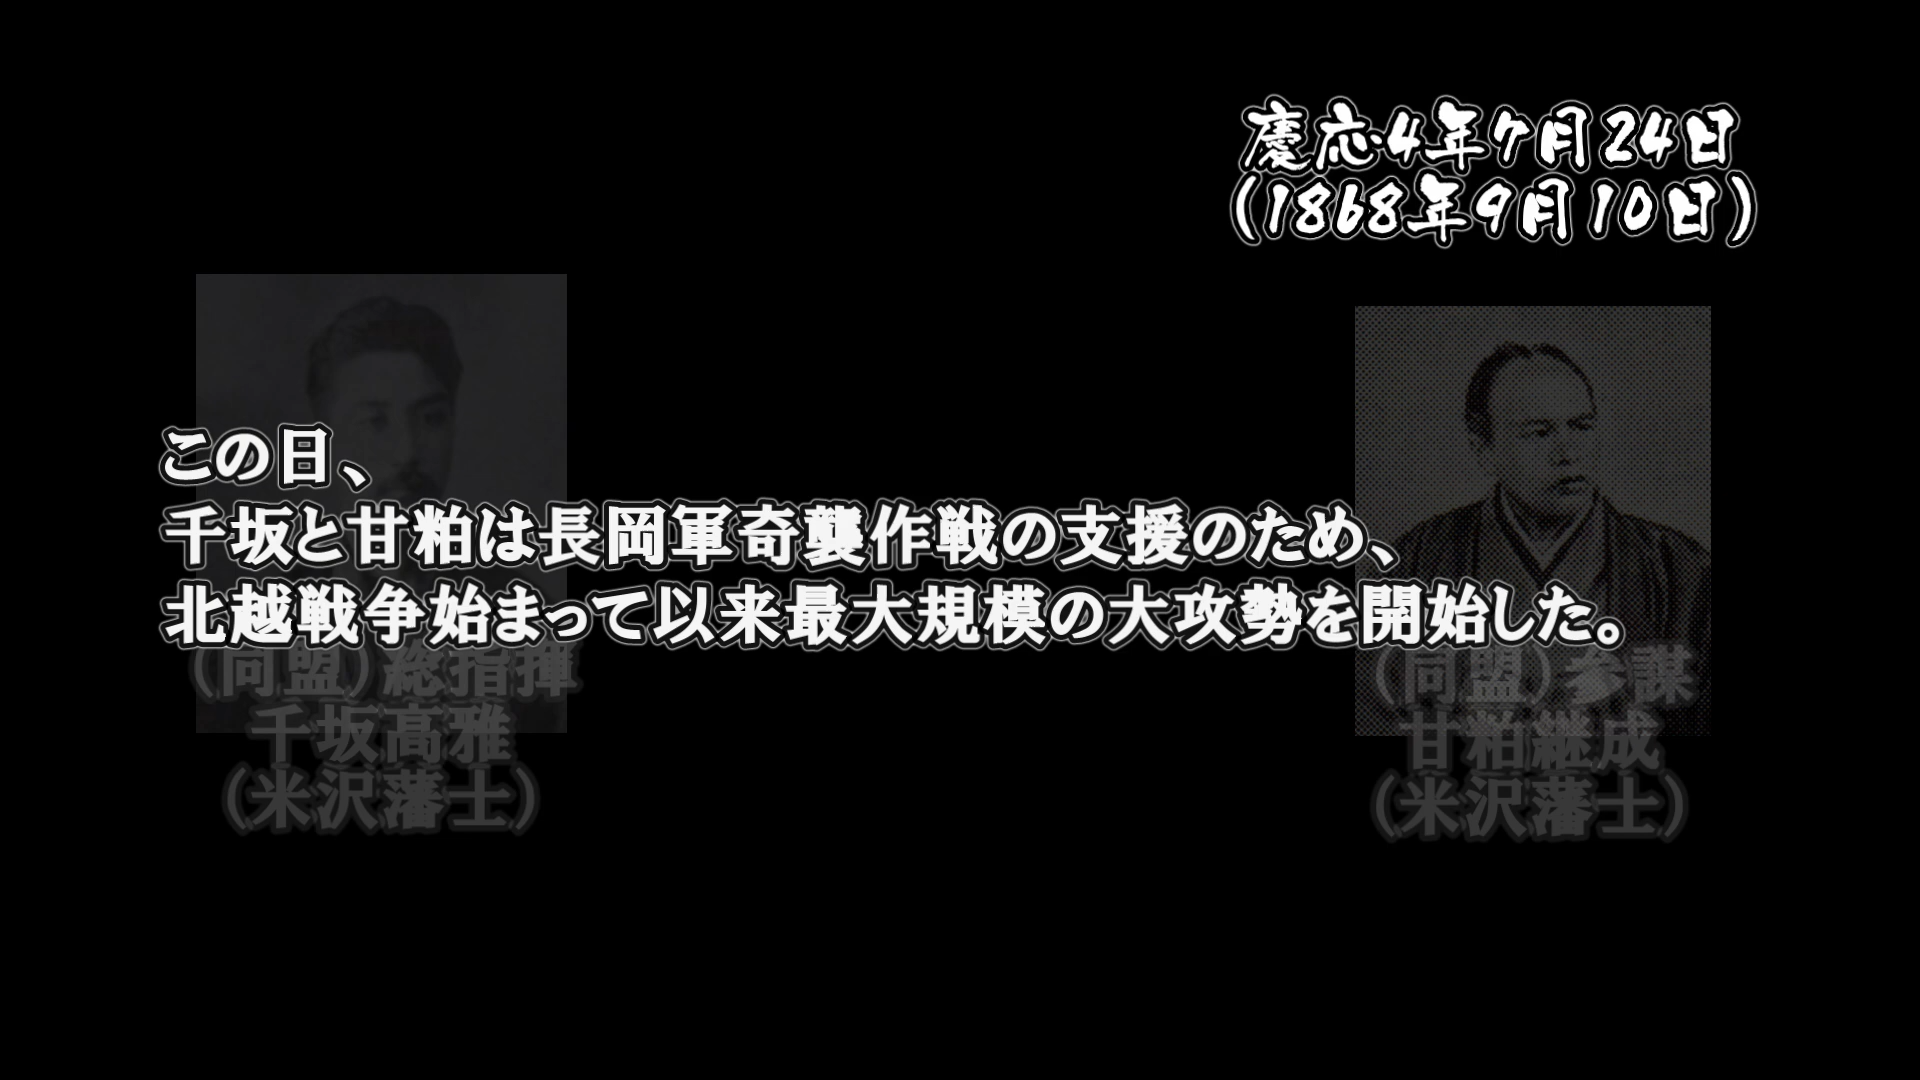 慶応4年7月24日
(1868年9月10日)
この日、
千坂と甘粕は長岡軍奇襲作戦の支援のため、
北越戦争始まって以来最大規模の大攻勢を開始した。
(同盟)総指揮
千坂高雅
(米沢藩士)
(同盟)参謀
甘粕継成
(米沢藩士)